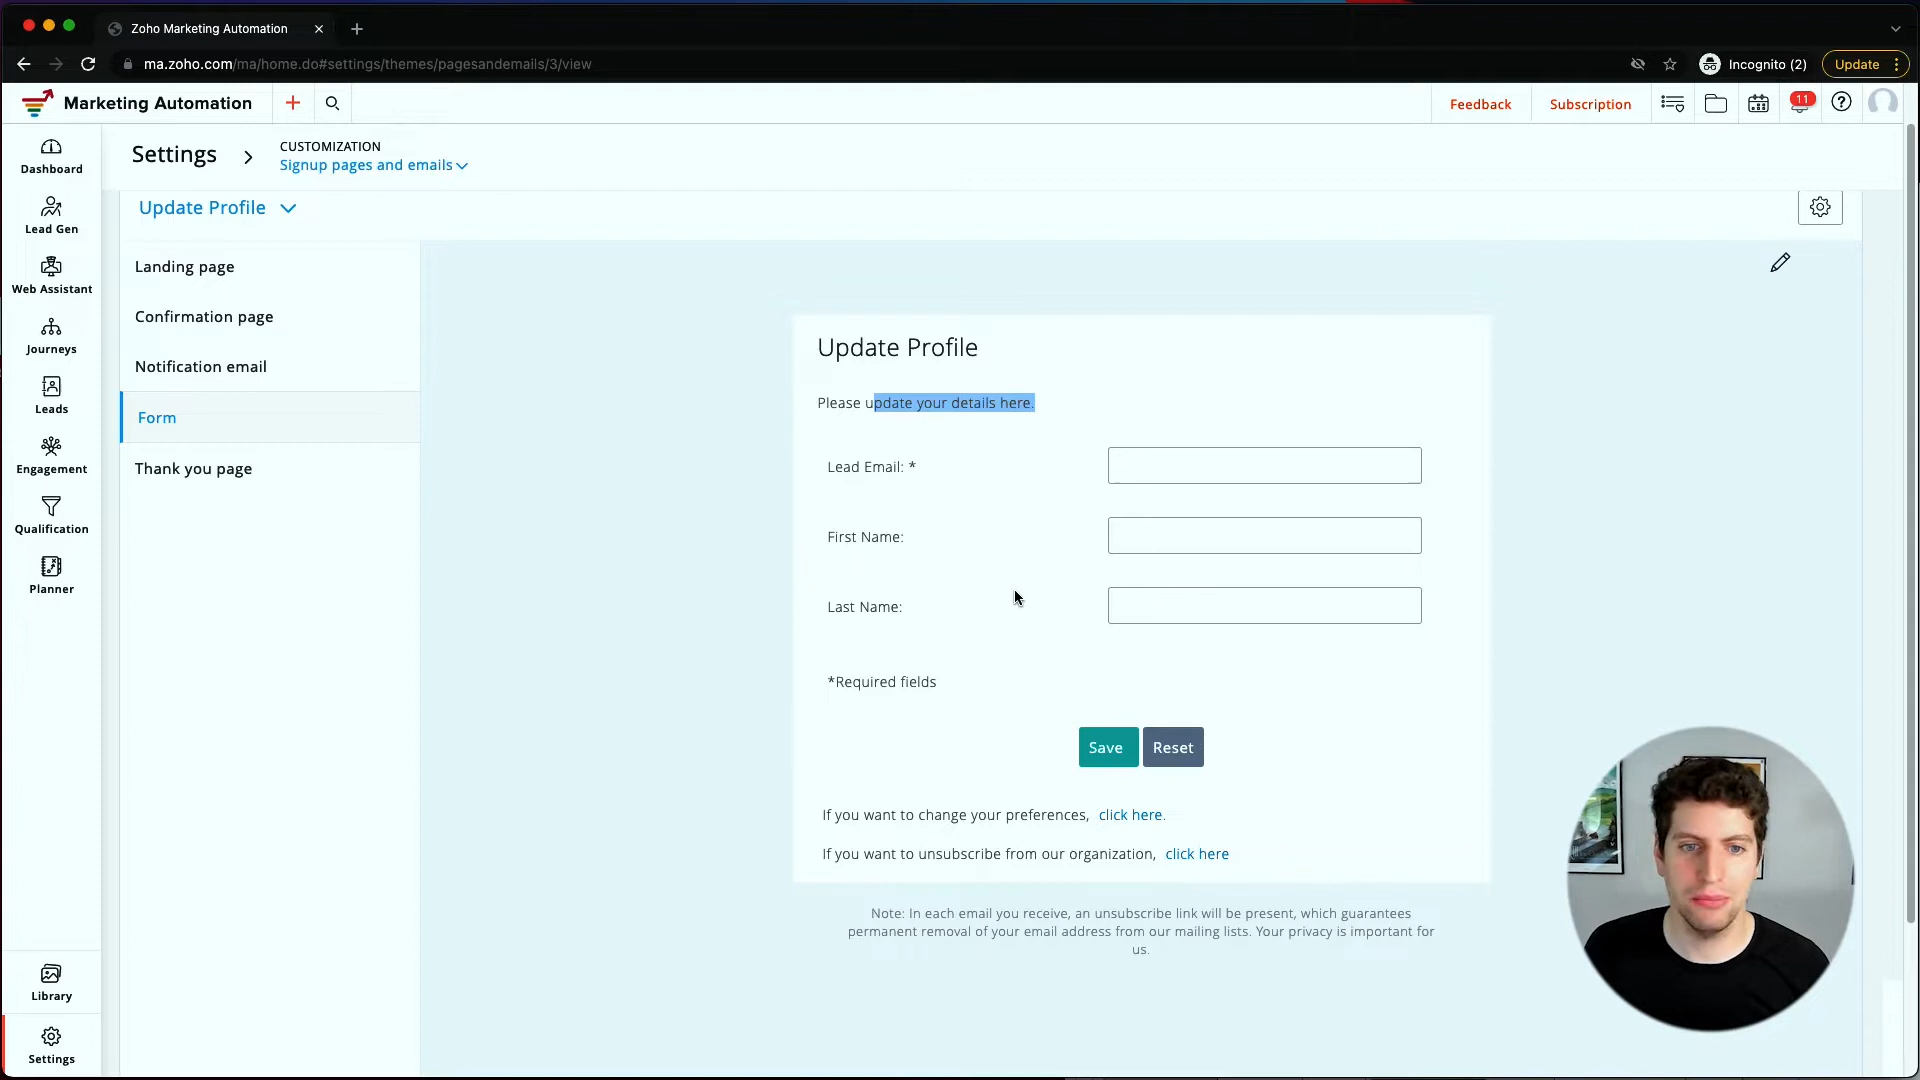 Zoho Marketing Automation
ma.zoho.com/ma/home.do#settings/themes/pagesandemails/3/view
Incognito (2)
Update
Marketing Automation
Feedback
Subscription
11
Dashboard
Lead Gen
Web Assistant
Journeys
Leads
Engagement
Qualification
Planner
Library
Settings
Settings
CUSTOMIZATION
Signup pages and emails
Update Profile
Landing page
Confirmation page
Notification email
Form
Thank you page
Update Profile
Please update your details here.
Lead Email: *
First Name:
Last Name:
*Required fields
Save
Reset
If you want to change your preferences, click here.
If you want to unsubscribe from our organization, click here
Note: In each email you receive, an unsubscribe link will be present, which guarantees
permanent removal of your email address from our mailing lists. Your privacy is important for
us.